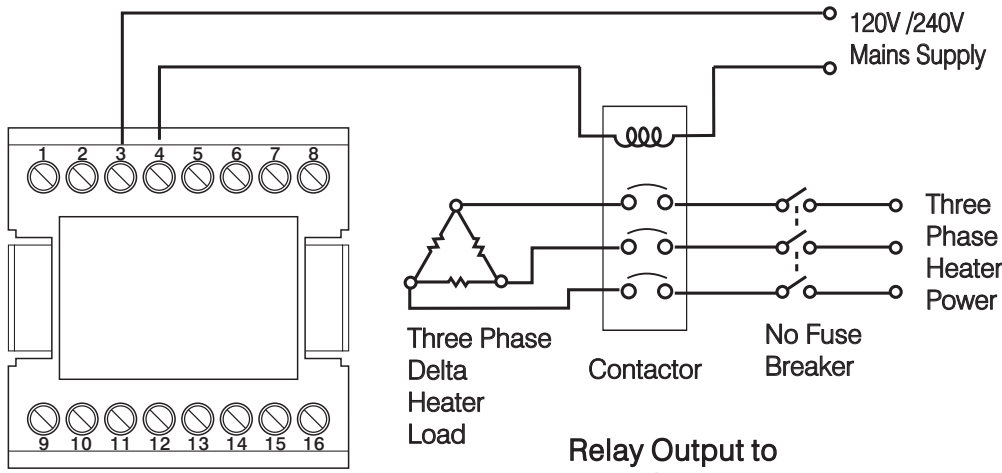 120V /240V
Mains Supply
1 2 3 4 5 6 7 8
Three
Phase
Heater
Power
Three Phase
Delta
Heater
Load
Contactor
No Fuse
Breaker
9 10 11 12 13 14 15 16
Relay Output to